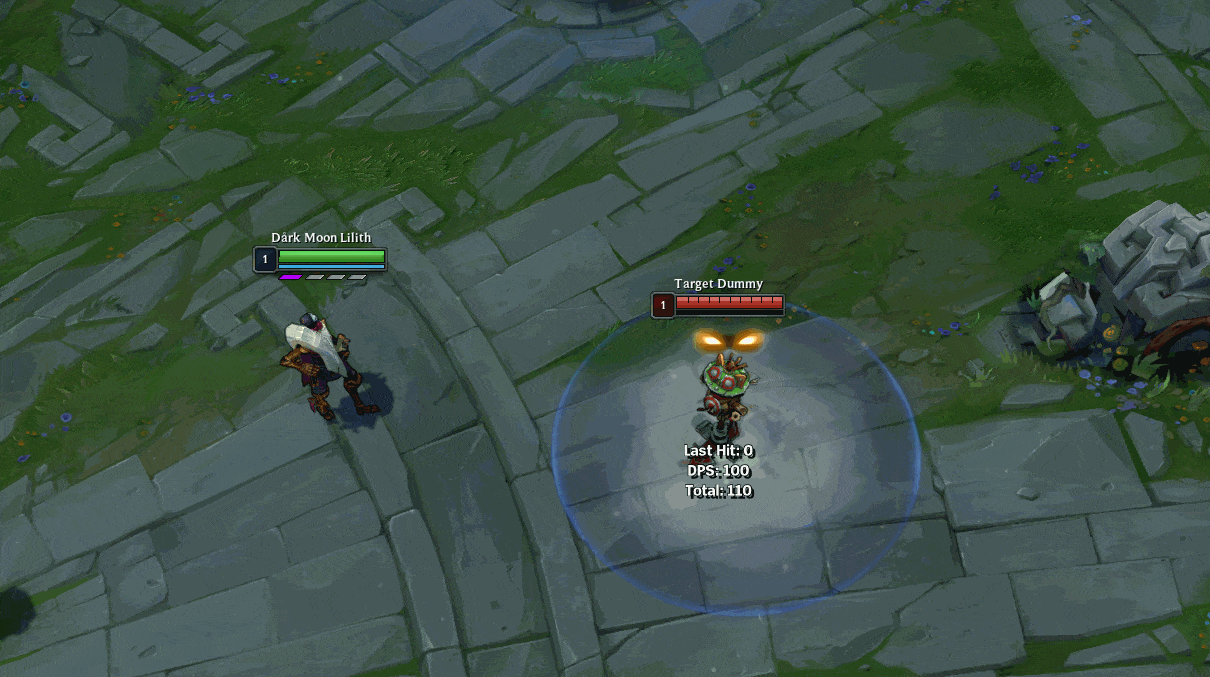 Dark Moon Lilith
1
Target Dummy
1
Last Hit: 0
DPS: 100
Total: 110